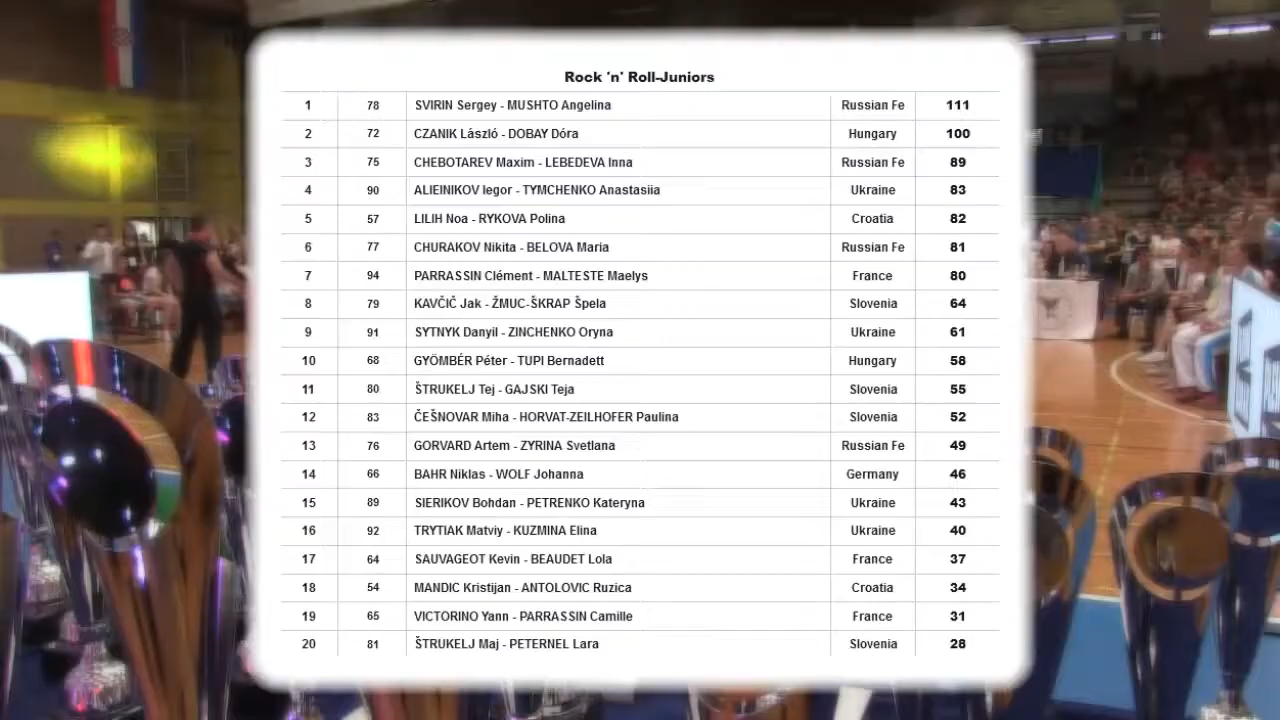 Rock 'n' Roll-Juniors
1 78 SVIRIN Sergey - MUSHTO Angelina Russian Fe 111
2 72 CZANIK László - DOBAY Dóra Hungary 100
3 75 CHEBOTAREV Maxim - LEBEDEVA Inna Russian Fe 89
4 90 ALIEINIKOV Iegor - TYMCHENKO Anastasiia Ukraine 83
5 57 LILIH Noa - RYKOVA Polina Croatia 82
6 77 CHURAKOV Nikita - BELOVA Maria Russian Fe 81
7 94 PARRASSIN Clément - MALTESTE Maelys France 80
8 79 KAVČIČ Jak - ŽMUC-ŠKRAP Špela Slovenia 64
9 91 SYTNYK Danyil - ZINCHENKO Oryna Ukraine 61
10 68 GYÖMBÉR Péter - TUPI Bernadett Hungary 58
11 80 ŠTRUKELJ Tej - GAJSKI Teja Slovenia 55
12 83 ČEŠNOVAR Miha - HORVAT-ZEILHOFER Paulina Slovenia 52
13 76 GORVARD Artem - ZYRINA Svetlana Russian Fe 49
14 66 BAHR Niklas - WOLF Johanna Germany 46
15 89 SIERIKOV Bohdan - PETRENKO Kateryna Ukraine 43
16 92 TRYTIAK Matviy - KUZMINA Elina Ukraine 40
17 64 SAUVAGEOT Kevin - BEAUDET Lola France 37
18 54 MANDIC Kristijan - ANTOLOVIC Ruzica Croatia 34
19 65 VICTORINO Yann - PARRASSIN Camille France 31
20 81 ŠTRUKELJ Maj - PETERNEL Lara Slovenia 28